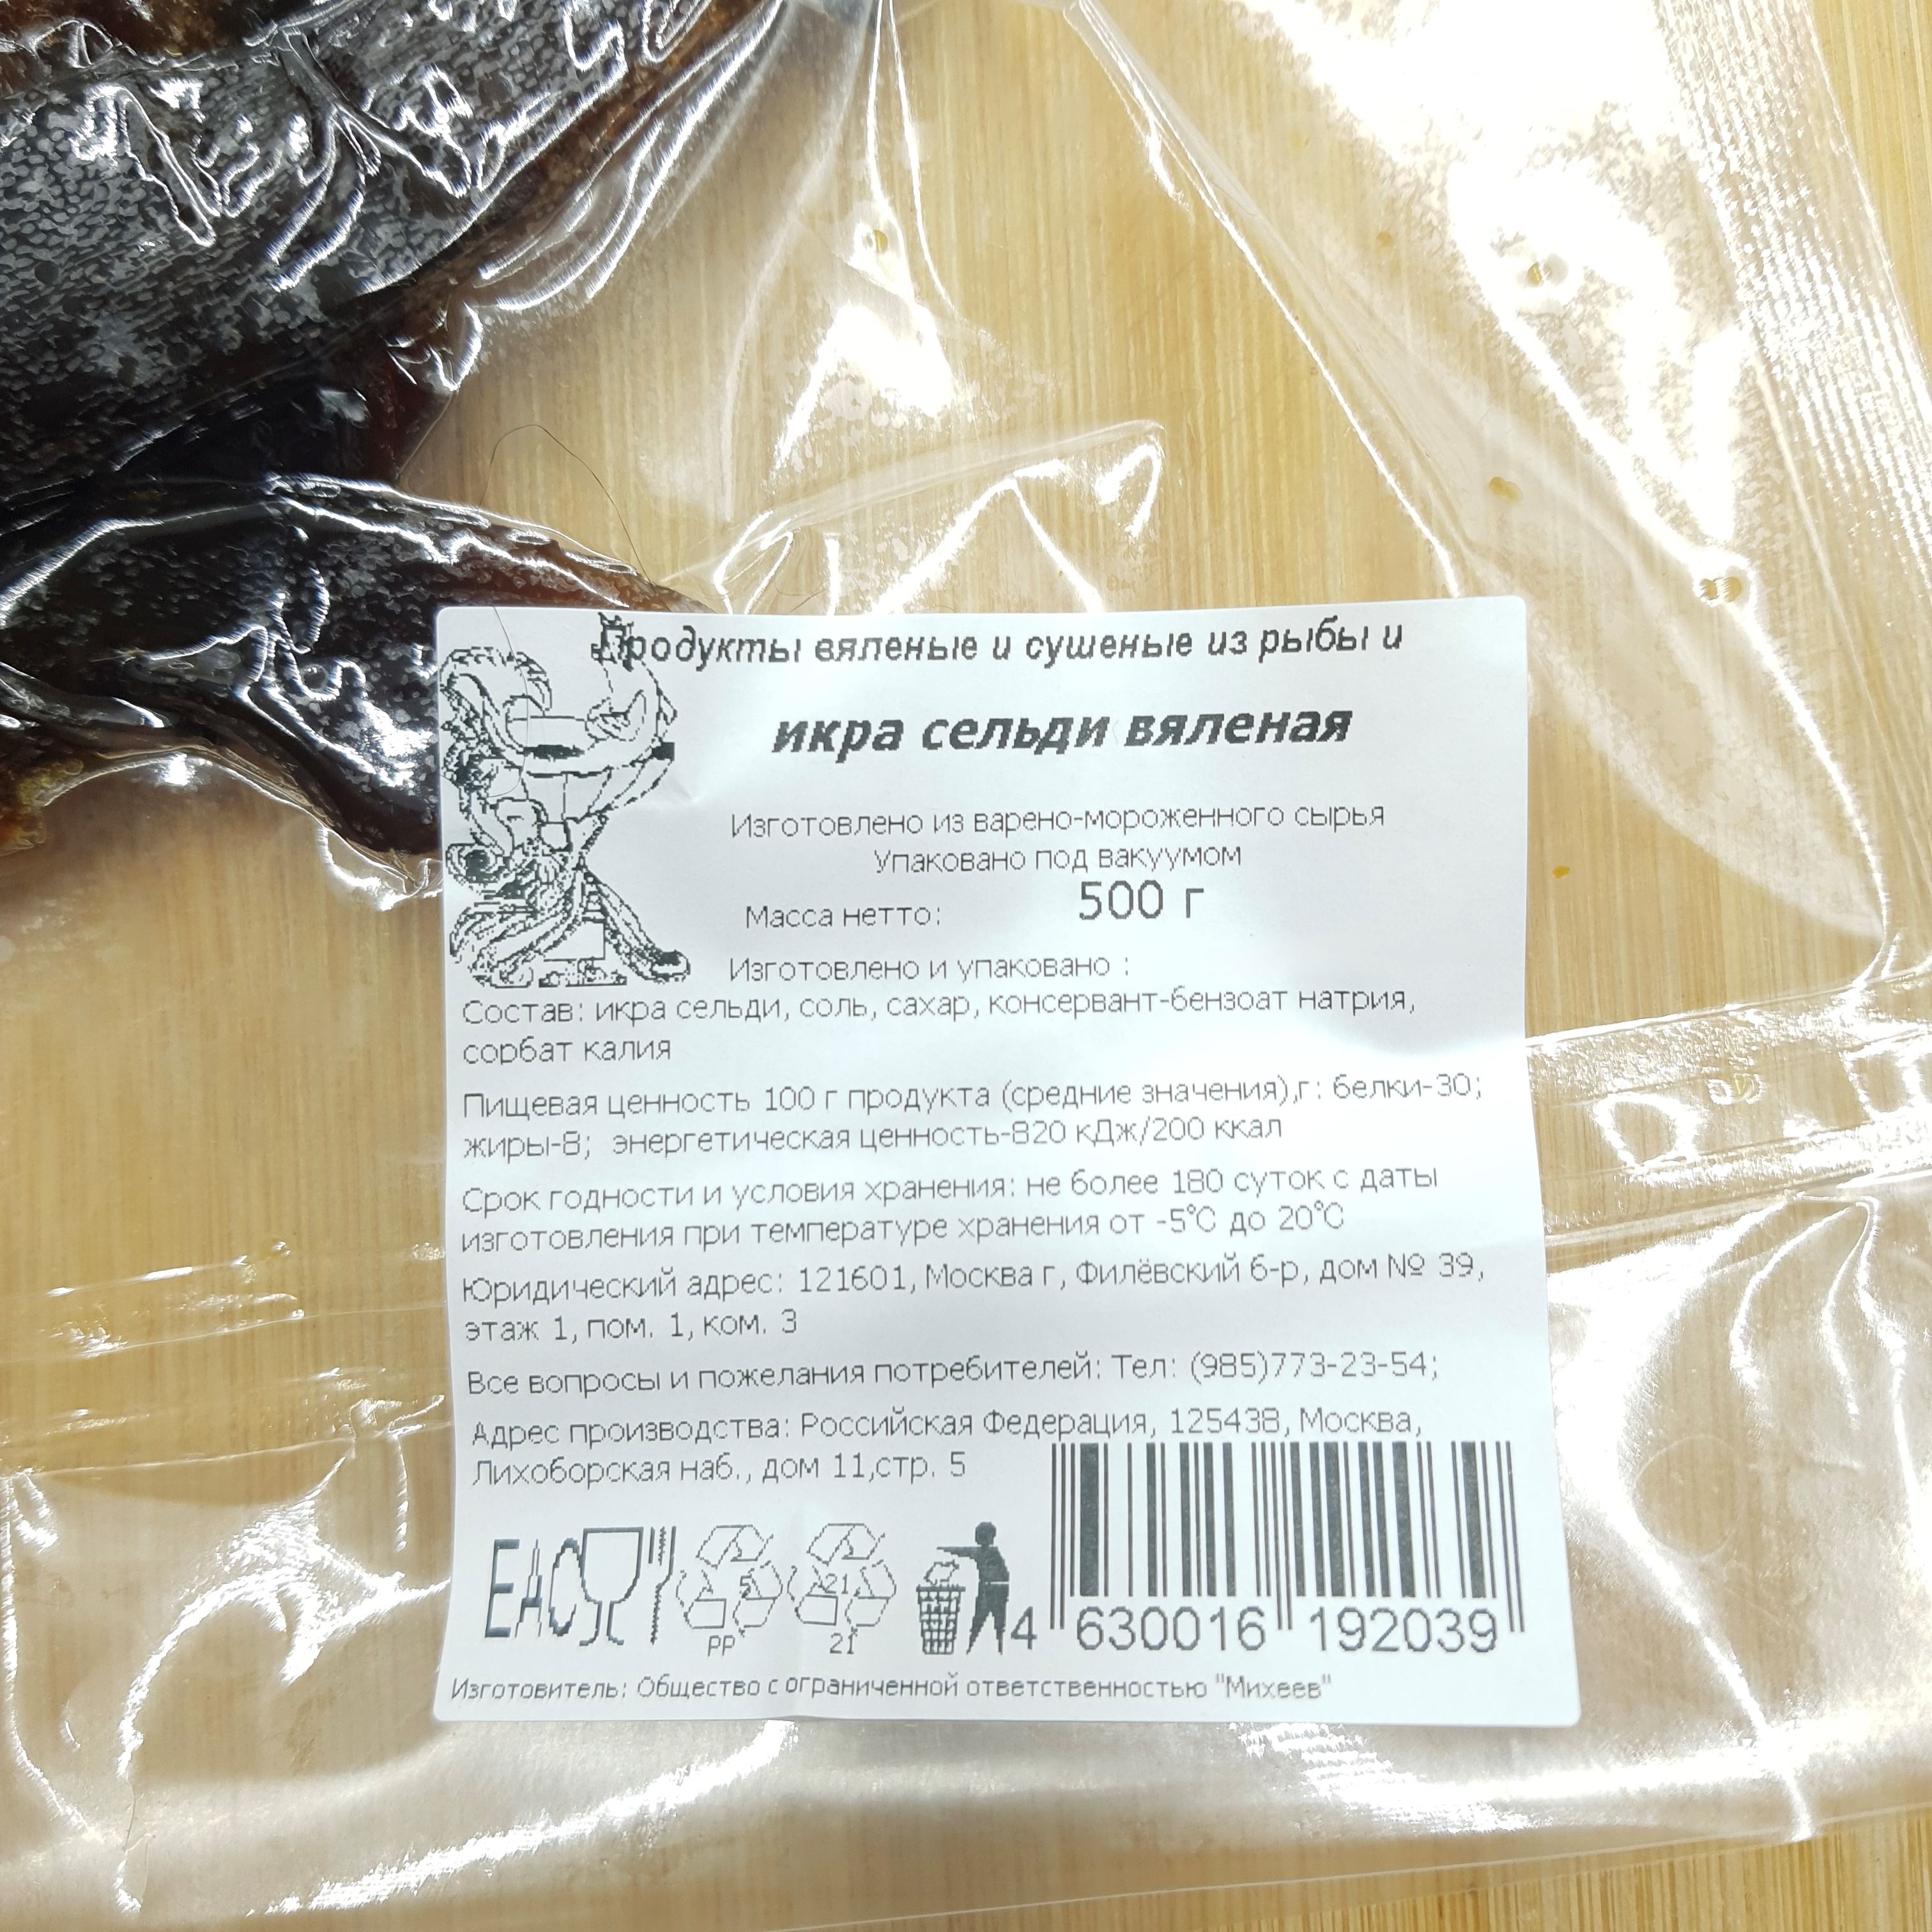 Продукты вяленые и сушеные из рыбы и
икра сельди вяленая
Изготовлено из варено-мороженного сырья
Упаковано под вакуумом
Масса нетто: 500 г
Изготовлено и упаковано :
Состав: икра сельди, соль, сахар, консервант-бензоат натрия,
сорбат калия
Пищевая ценность 100 г продукта (средние значения),г: белки-30;
жиры-8; энергетическая ценность-820 кДж/200 ккал
Срок годности и условия хранения: не более 180 суток с даты
изготовления при температуре хранения от -5°С до 20°С
Юридический адрес: 121601, Москва г, Филёвский б-р, дом № 39,
этаж 1, пом. 1, ком. 3
Все вопросы и пожелания потребителей: Тел: (985)773-23-54;
Адрес производства: Российская Федерация, 125438, Москва,
Лихоборская наб., дом 11,стр. 5
EAC
5 21
PP 21
4 630016 192039
Изготовитель: Общество с ограниченной ответственностью "Михеев"